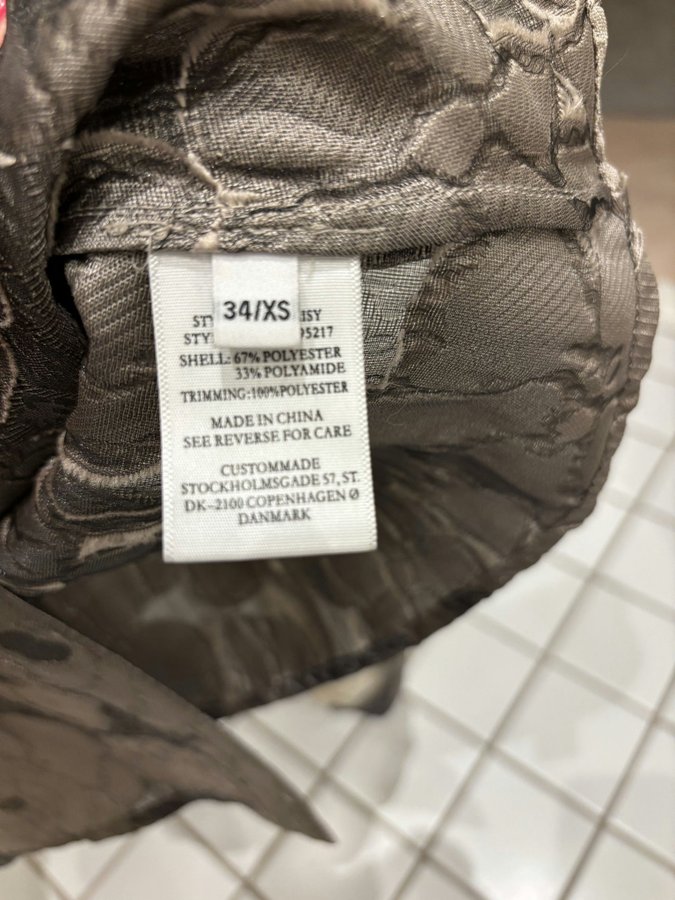 34/XS
SHELL: 67% POLYESTER
33% POLYAMIDE
TRIMMING:100%POLYESTER
MADE IN CHINA
SEE REVERSE FOR CARE
CUSTOMMADE
STOCKHOLMSGADE 57, ST.
DK-2100 COPENHAGEN Ø
DANMARK